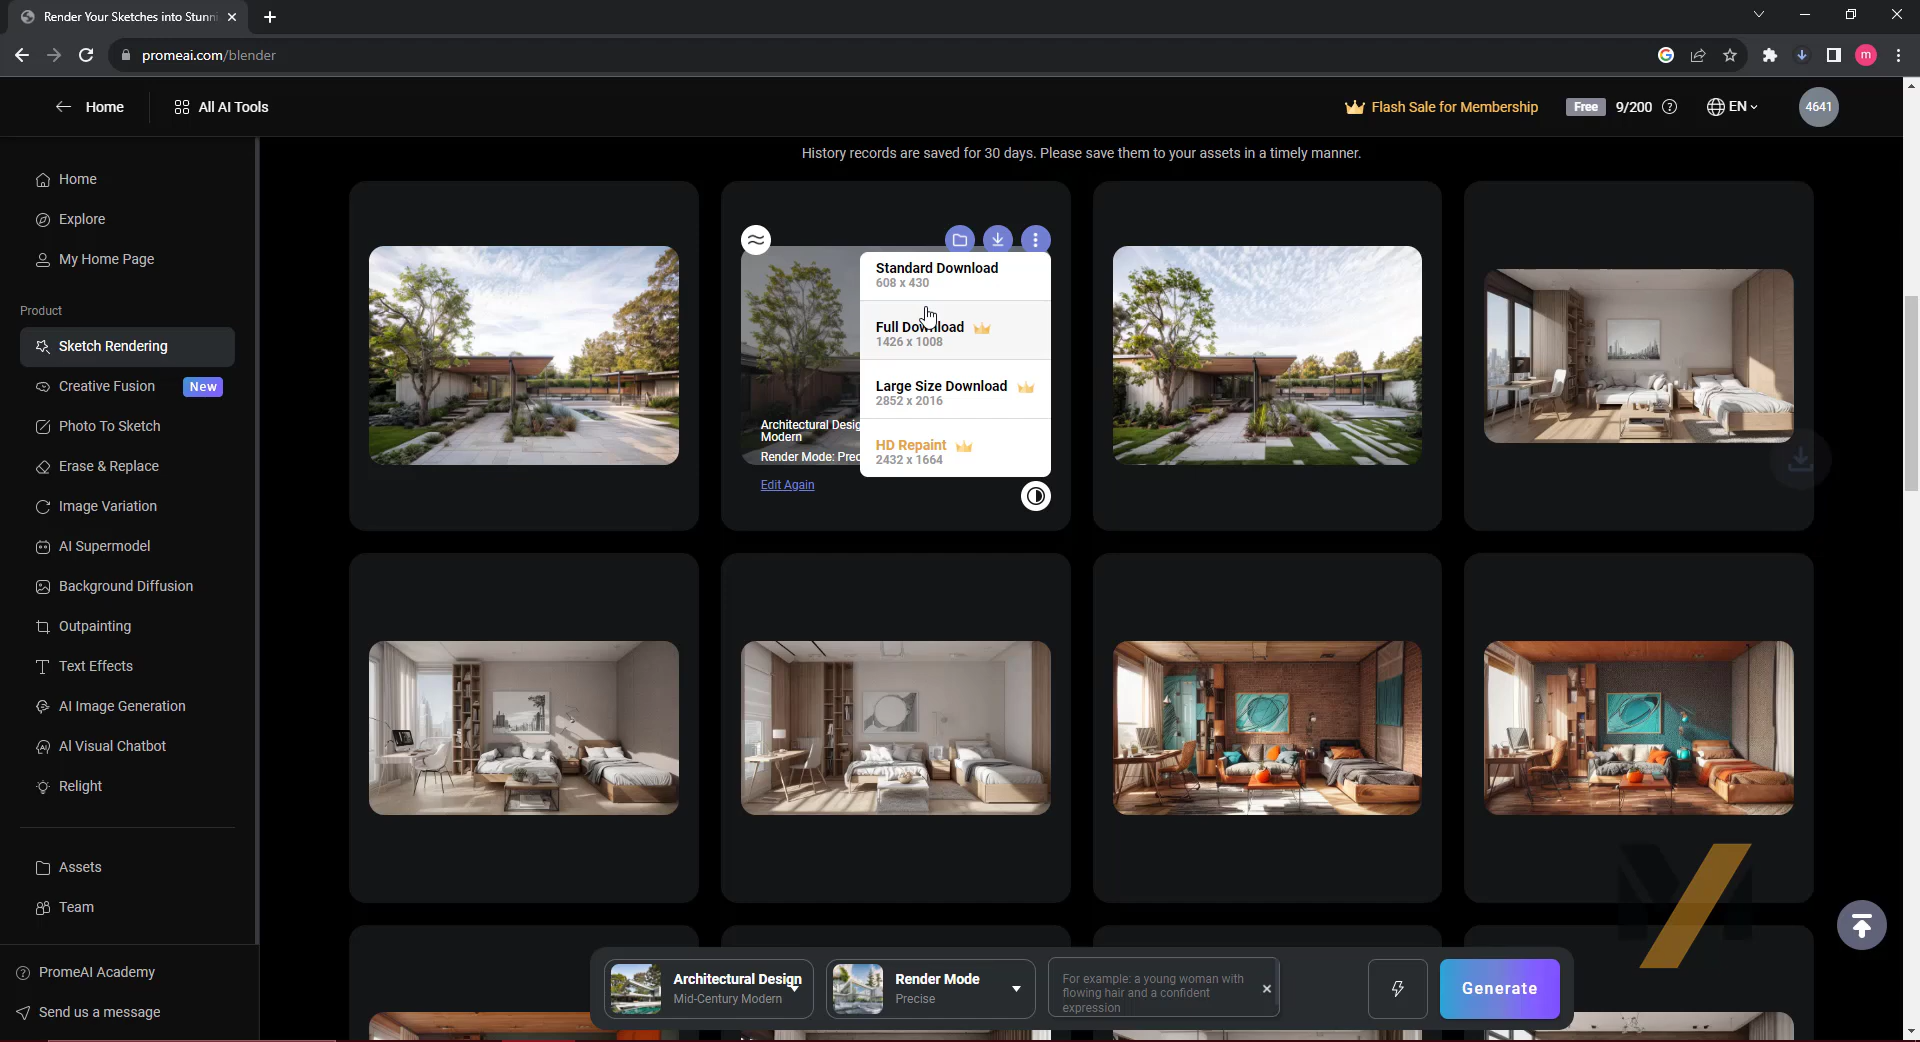 Render Your Sketches into Stunni
promeai.com/blender
m
Home
All AI Tools
Flash Sale for Membership
Free
9/200
EN
4641
Home
Explore
My Home Page
Product
Sketch Rendering
Creative Fusion
New
Photo To Sketch
Erase & Replace
Image Variation
AI Supermodel
Background Diffusion
Outpainting
Text Effects
AI Image Generation
AI Visual Chatbot
Relight
Assets
Team
PromeAI Academy
Send us a message
History records are saved for 30 days. Please save them to your assets in a timely manner.
Standard Download
608 x 430
Full Download
1426 x 1008
Large Size Download
2852 x 2016
HD Repaint
2432 x 1664
Architectural Desig
Modern
Render Mode: Prec
Edit Again
Architectural Design
Mid-Century Modern
Render Mode
Precise
For example: a young woman with
flowing hair and a confident
expression
Generate